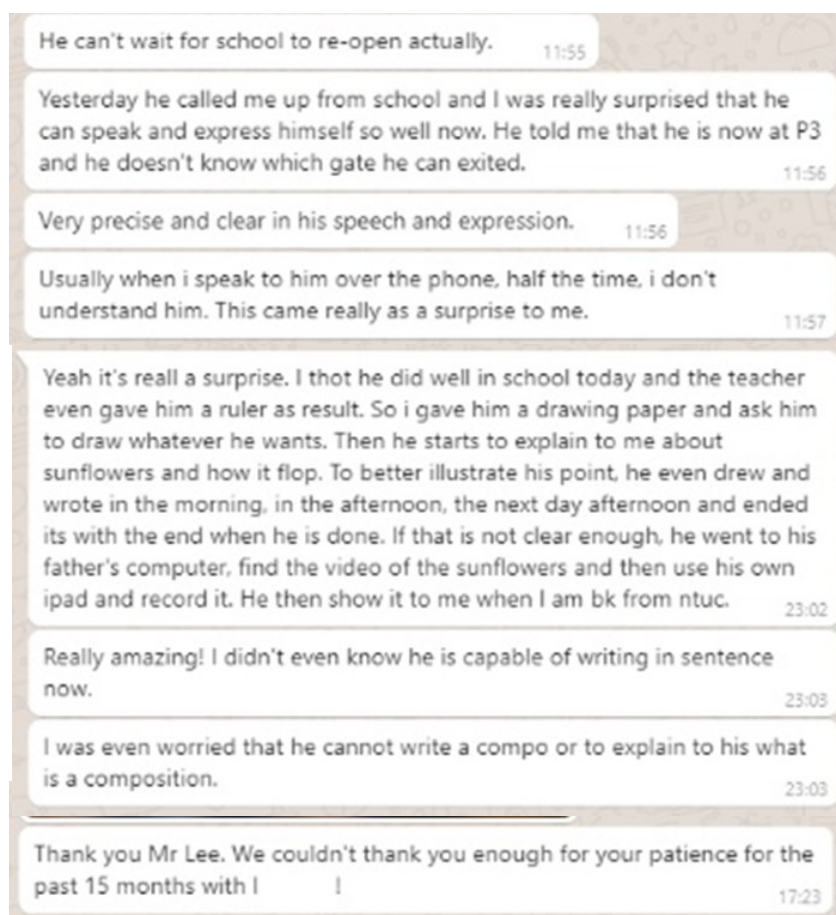 He can't wait for school to re-open actually.
11:55
Yesterday he called me up from school and I was really surprised that he
can speak and express himself so well now. He told me that he is now at P3
and he doesn't know which gate he can exited.
11:56
Very precise and clear in his speech and expression.
11:56
Usually when i speak to him over the phone, half the time, i don't
understand him. This came really as a surprise to me.
11:57
Yeah it's reall a surprise. I thot he did well in school today and the teacher
even gave him a ruler as result. So i gave him a drawing paper and ask him
to draw whatever he wants. Then he starts to explain to me about
sunflowers and how it flop. To better illustrate his point, he even drew and
wrote in the morning, in the afternoon, the next day afternoon and ended
its with the end when he is done. If that is not clear enough, he went to his
father's computer, find the video of the sunflowers and then use his own
ipad and record it. He then show it to me when I am bk from ntuc.
23:02
Really amazing! I didn't even know he is capable of writing in sentence
now.
23:03
I was even worried that he cannot write a compo or to explain to his what
is a composition.
23:03
Thank you Mr Lee. We couldn't thank you enough for your patience for the
past 15 months with I !
17:23